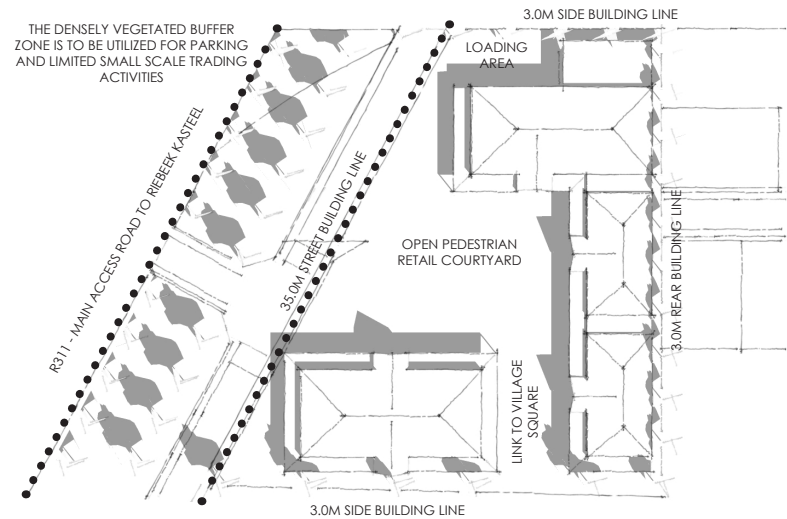 THE DENSELY VEGETATED BUFFER
ZONE IS TO BE UTILIZED FOR PARKING
AND LIMITED SMALL SCALE TRADING
ACTIVITIES
3.0M SIDE BUILDING LINE
LOADING
AREA
R311 - MAIN ACCESS ROAD TO RIEBEEK KASTEEL
35.0M STREET BUILDING LINE
OPEN PEDESTRIAN
RETAIL COURTYARD
3.0M REAR BUILDING LINE
LINK TO VILLAGE
SQUARE
3.0M SIDE BUILDING LINE